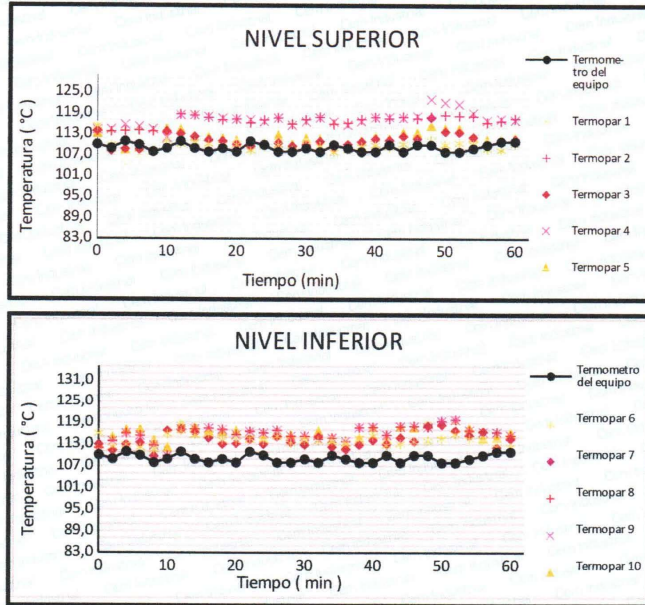 NIVEL SUPERIOR
Temperatura ( °C)
125,0
119,0
113,0
107,0
101,0
95,0
89,0
83,0
0
10
20
30
40
50
60
Tiempo (min)
Termome-
tro del
equipo
Termopar 1
Termopar 2
Termopar 3
Termopar 4
Termopar 5
NIVEL INFERIOR
Temperatura ( °C)
131,0
125,0
119,0
113,0
107,0
101,0
95,0
89,0
83,0
0
10
20
30
40
50
60
Tiempo ( min )
Termometro
del equipo
Termopar 6
Termopar 7
Termopar 8
Termopar 9
Termopar 10